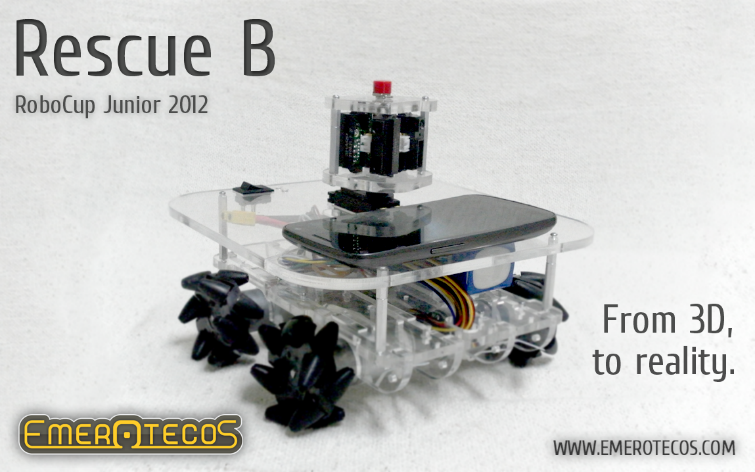 Rescue B
RoboCup Junior 2012
From 3D,
to reality.
EMEROTECOS
WWW.EMEROTECOS.COM